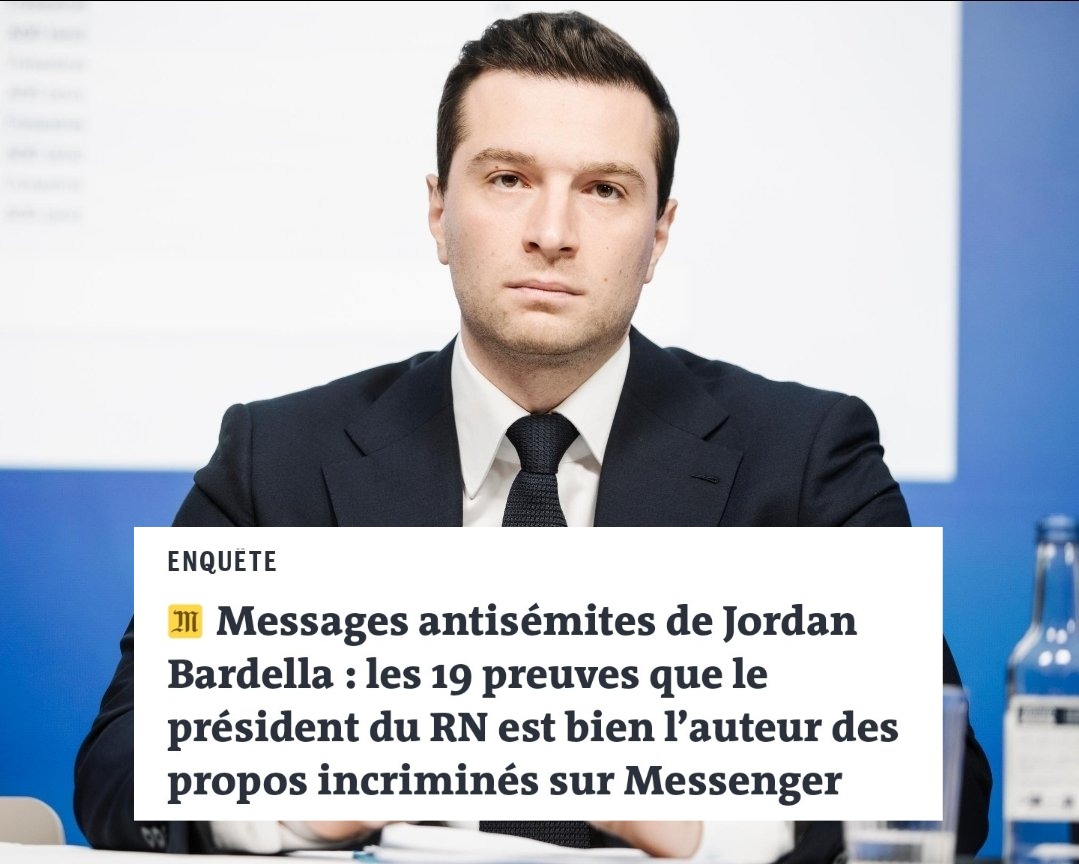 ENQUÊTE
M Messages antisémites de Jordan
Bardella : les 19 preuves que le
président du RN est bien l’auteur des
propos incriminés sur Messenger